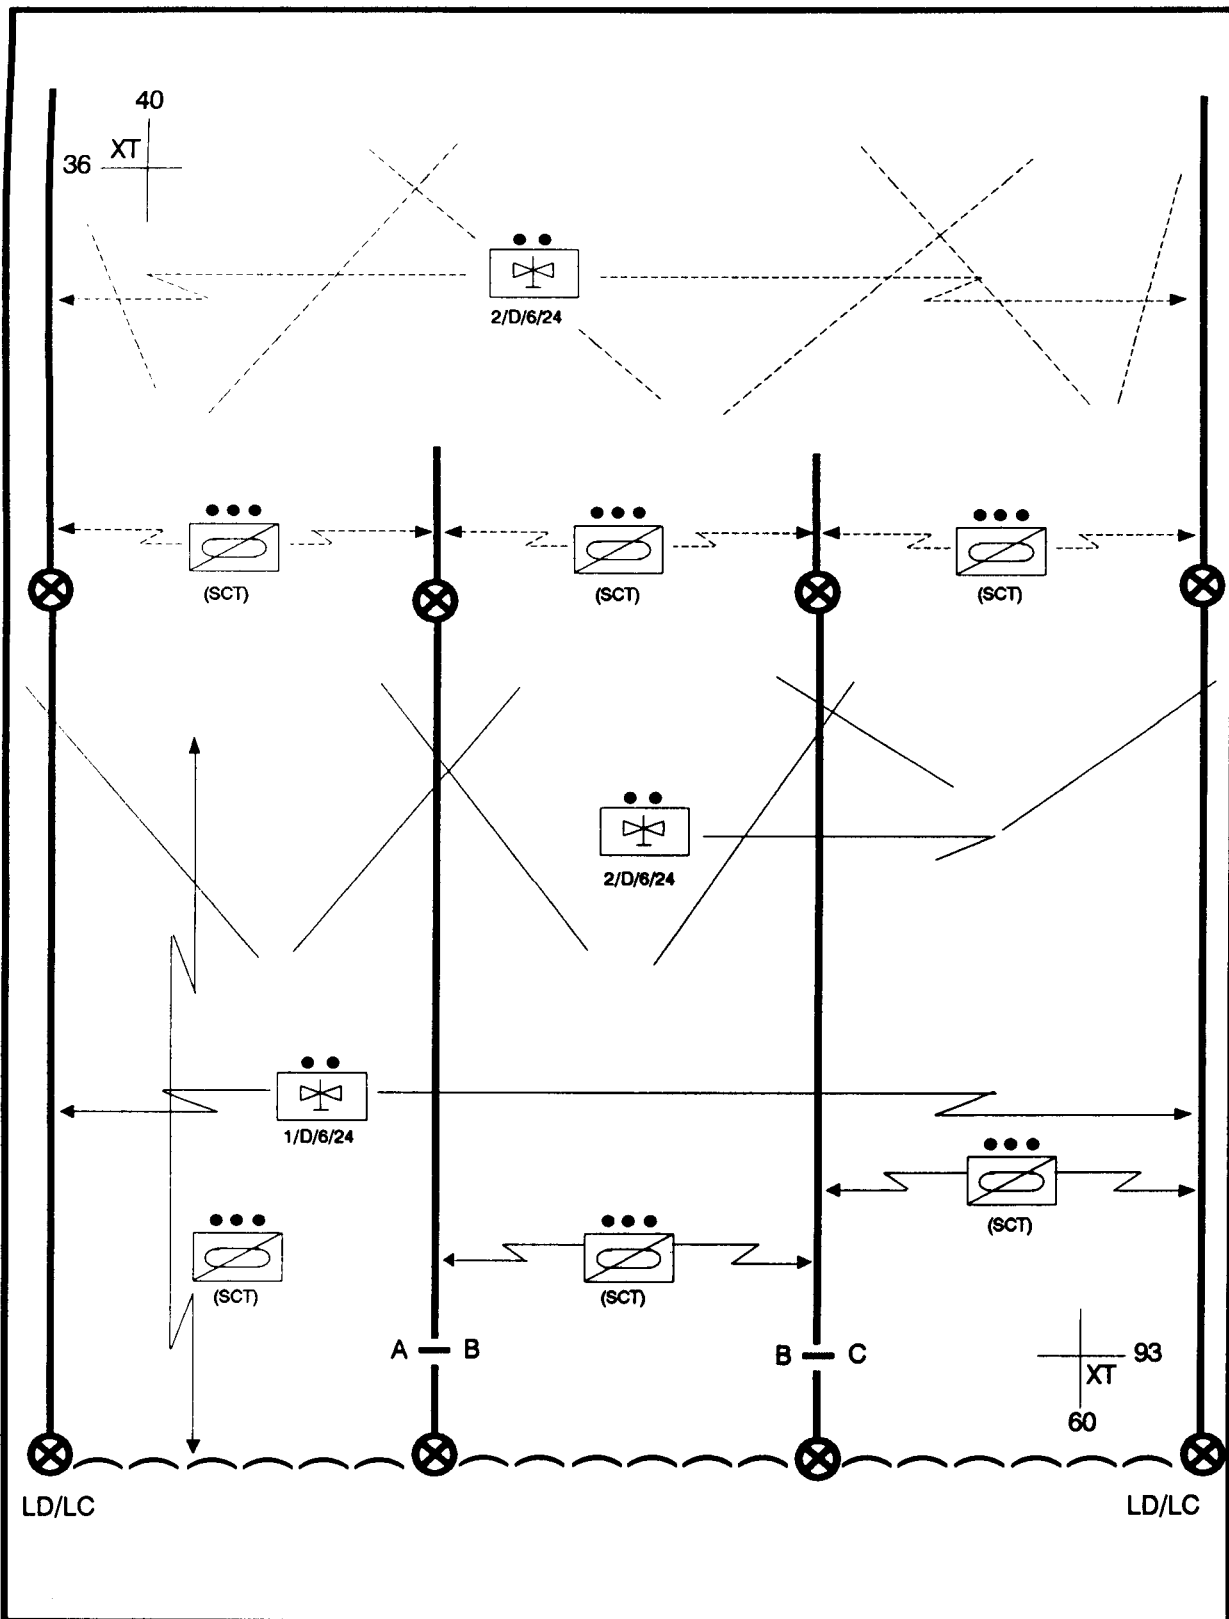 40
XT
36
2/D/6/24
(SCT)
(SCT)
(SCT)
2/D/6/24
1/D/6/24
(SCT)
(SCT)
(SCT)
A B
B C
93
XT
60
LD/LC
LD/LC